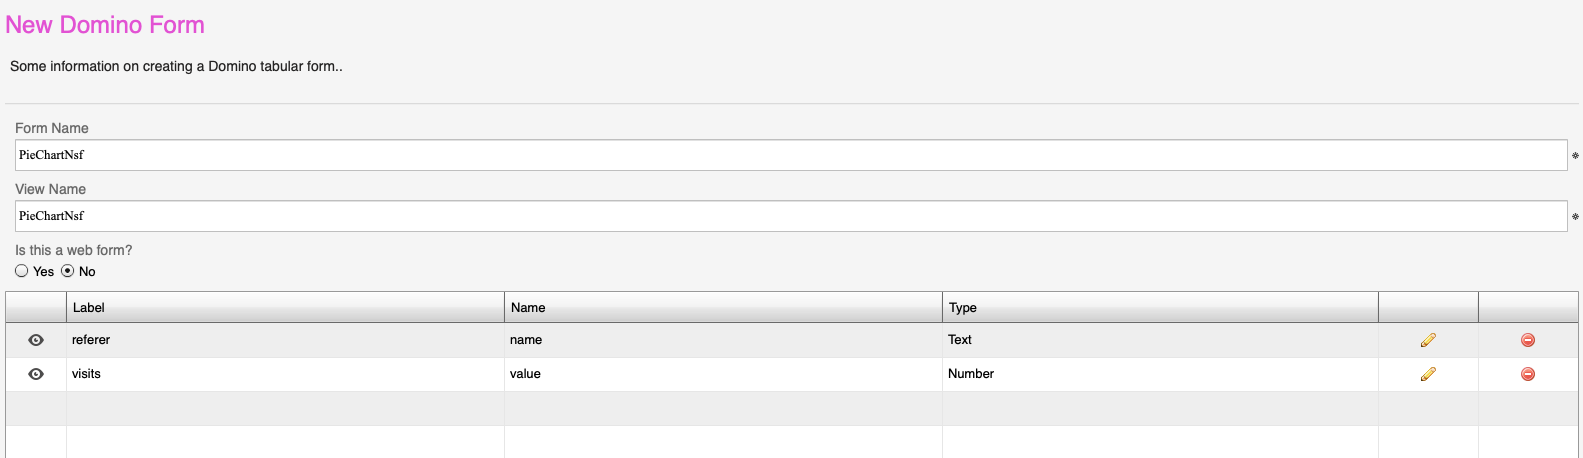 New Domino Form
Some information on creating a Domino tabular form..
Form Name
PieChartNsf
*
View Name
PieChartNsf
*
Is this a web form?
Yes No
Label Name Type
referer name Text
visits value Number